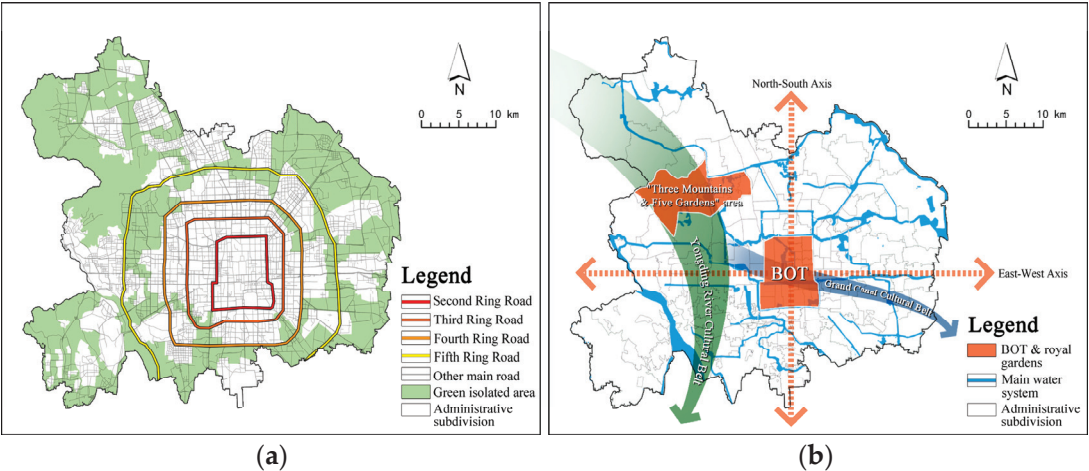 N
0 5 10 km
Legend
Second Ring Road
Third Ring Road
Fourth Ring Road
Fifth Ring Road
Other main road
Green isolated area
Administrative
subdivision
(a)
North-South Axis
N
0 5 10 km
"Three Mountains
& Five Gardens" area
Yongding River Cultural Belt
BOT
East-West Axis
Grand Canal Cultural Belt
Legend
BOT & royal
gardens
Main water
system
Administrative
subdivision
(b)